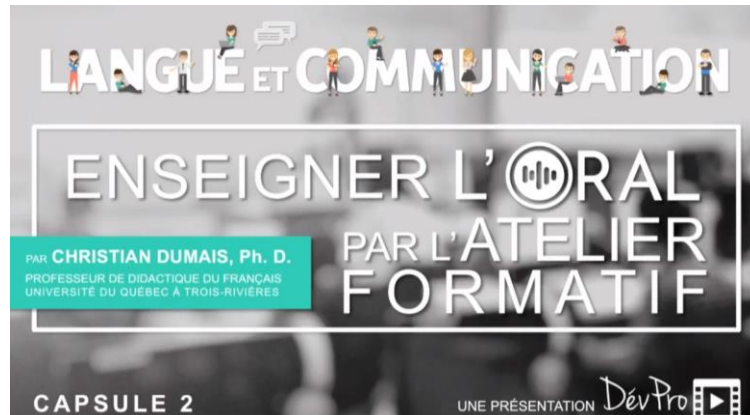 LANGUE ET COMMUNICATION
ENSEIGNER L'ORAL
PAR L'ATELIER
FORMATIF
PAR CHRISTIAN DUMAIS, Ph. D.
PROFESSEUR DE DIDACTIQUE DU FRANÇAIS
UNIVERSITÉ DU QUÉBEC À TROIS-RIVIÈRES
CAPSULE 2
UNE PRÉSENTATION DévPro